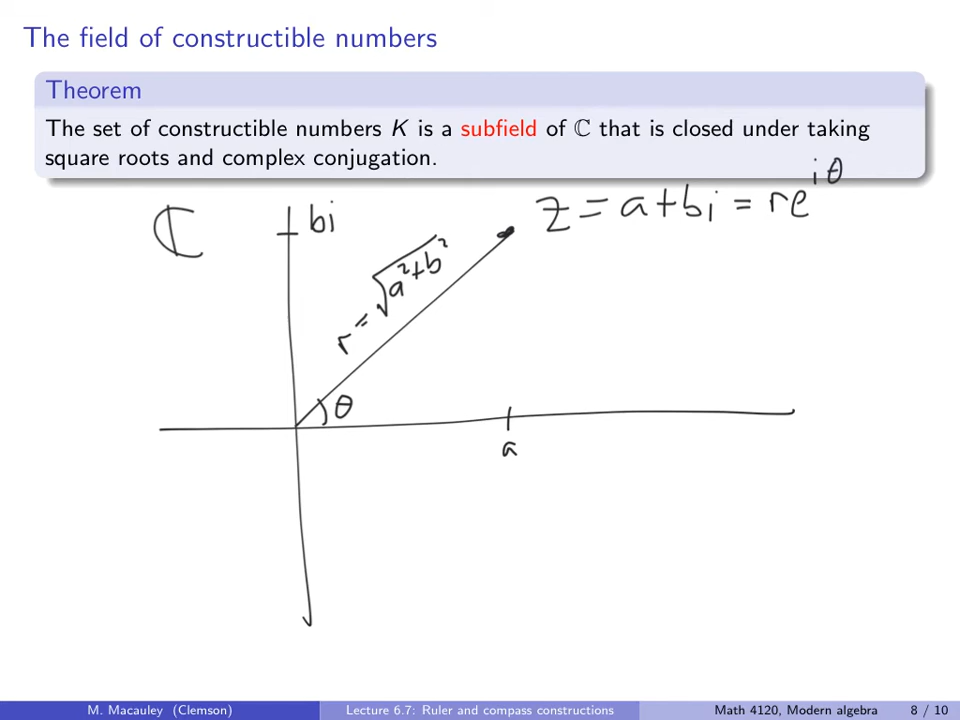 The field of constructible numbers
Theorem
The set of constructible numbers K is a subfield of ℂ that is closed under taking
square roots and complex conjugation.
ℂ
bi
z = a+bi = re^{iθ}
r = √(a²+b²)
θ
a
M. Macauley (Clemson)
Lecture 6.7: Ruler and compass constructions
Math 4120, Modern algebra
8 / 10